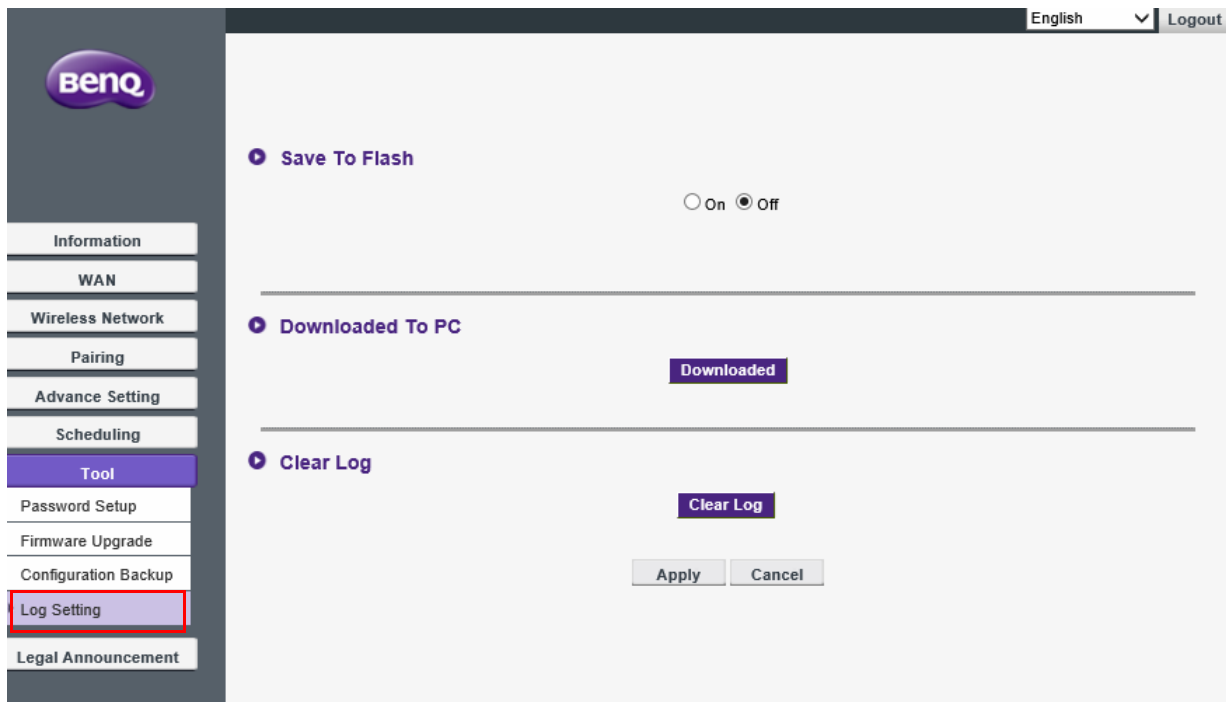 English
Logout
BenQ
Save To Flash
On Off
Information
WAN
Wireless Network
Downloaded To PC
Pairing
Downloaded
Advance Setting
Scheduling
Clear Log
Tool
Password Setup
Clear Log
Firmware Upgrade
Configuration Backup
Apply Cancel
Log Setting
Legal Announcement